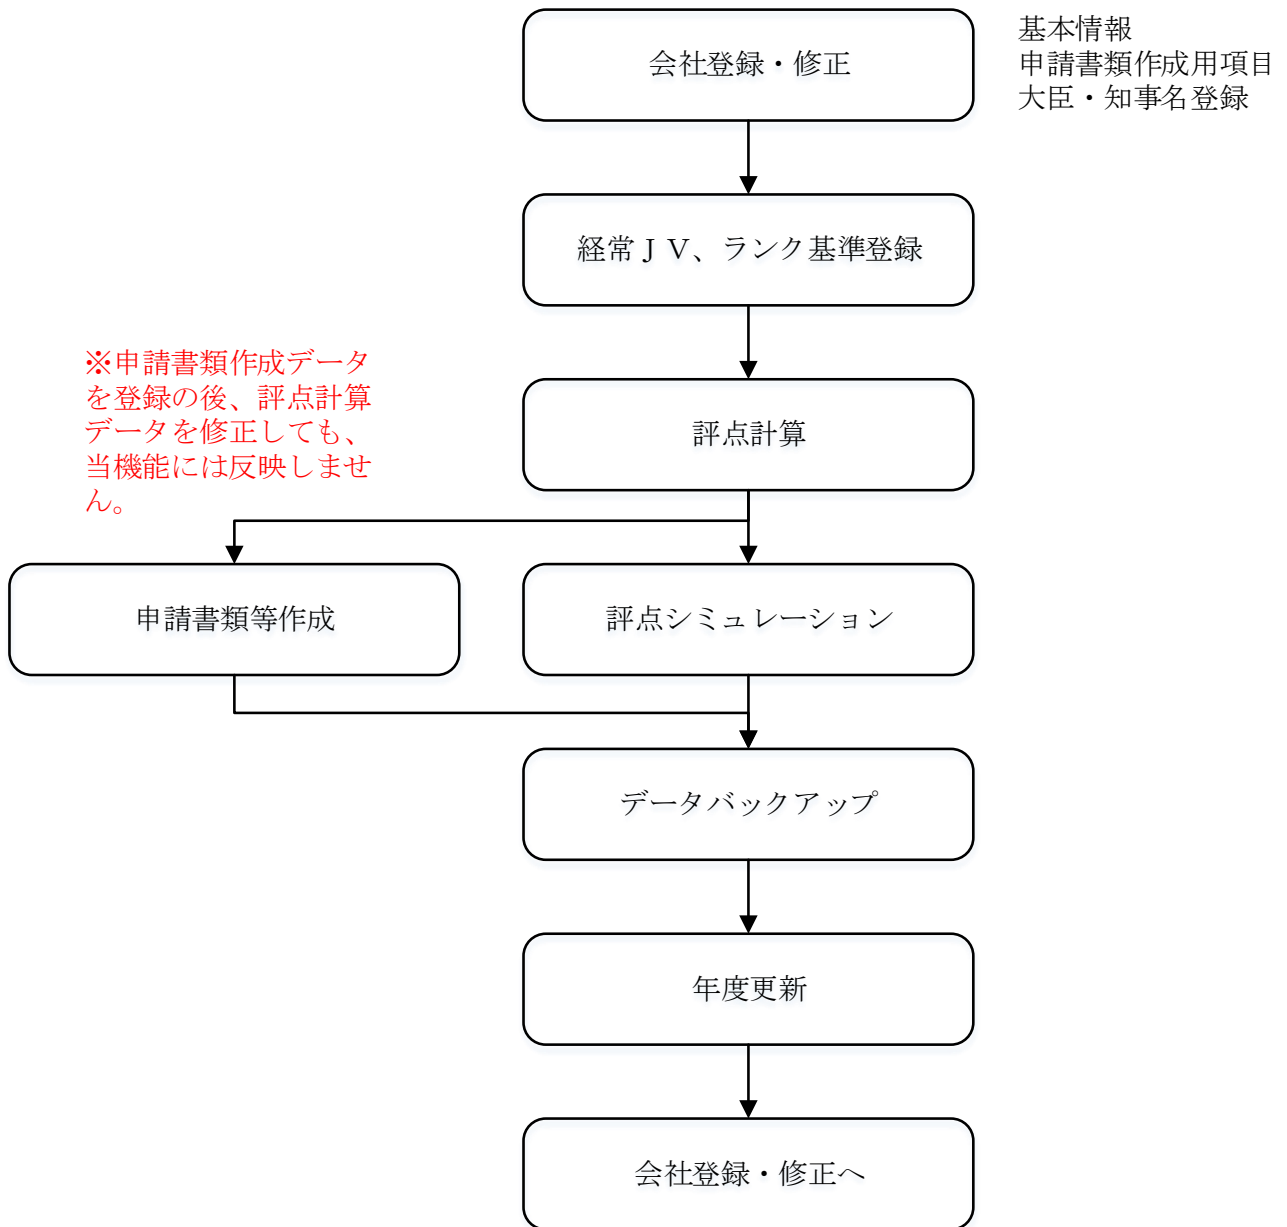 会社登録・修正
基本情報
申請書類作成用項目
大臣・知事名登録
経常ＪＶ、ランク基準登録
※申請書類作成データ
を登録の後、評点計算
データを修正しても、
当機能には反映しませ
ん。
評点計算
申請書類等作成
評点シミュレーション
データバックアップ
年度更新
会社登録・修正へ